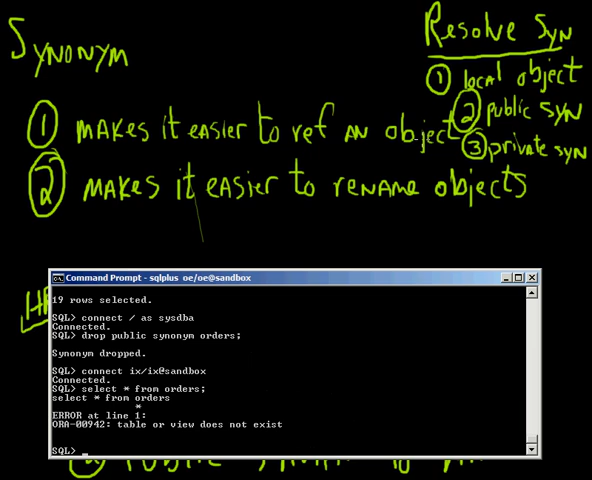 SYNONYM
Resolve SYN
① local object
② public SYN
③ private SYN
① MAKES it EASIER to ref AN object
② MAKES it EASIER to RENAME objects
Command Prompt - sqlplus oe/oe@sandbox
19 rows selected.
SQL> connect / as sysdba
Connected.
SQL> drop public synonym orders;
Synonym dropped.
SQL> connect ix/ix@sandbox
Connected.
SQL> select * from orders;
select * from orders
*
ERROR at line 1:
ORA-00942: table or view does not exist
SQL> _